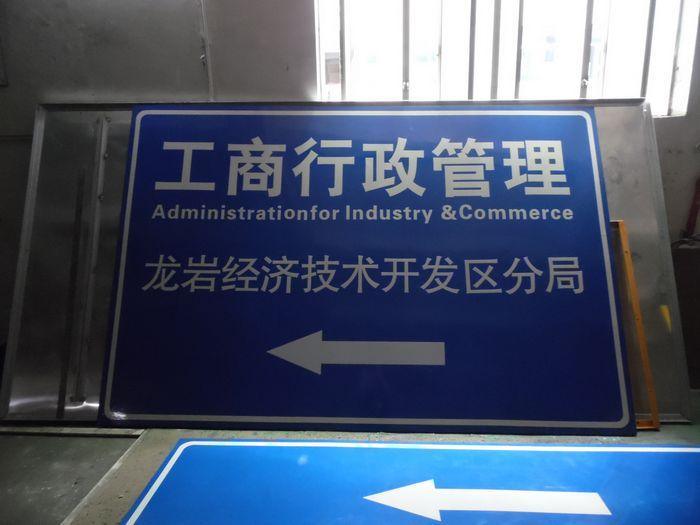 工商行政管理
Administrationfor Industry &Commerce
龙岩经济技术开发区分局